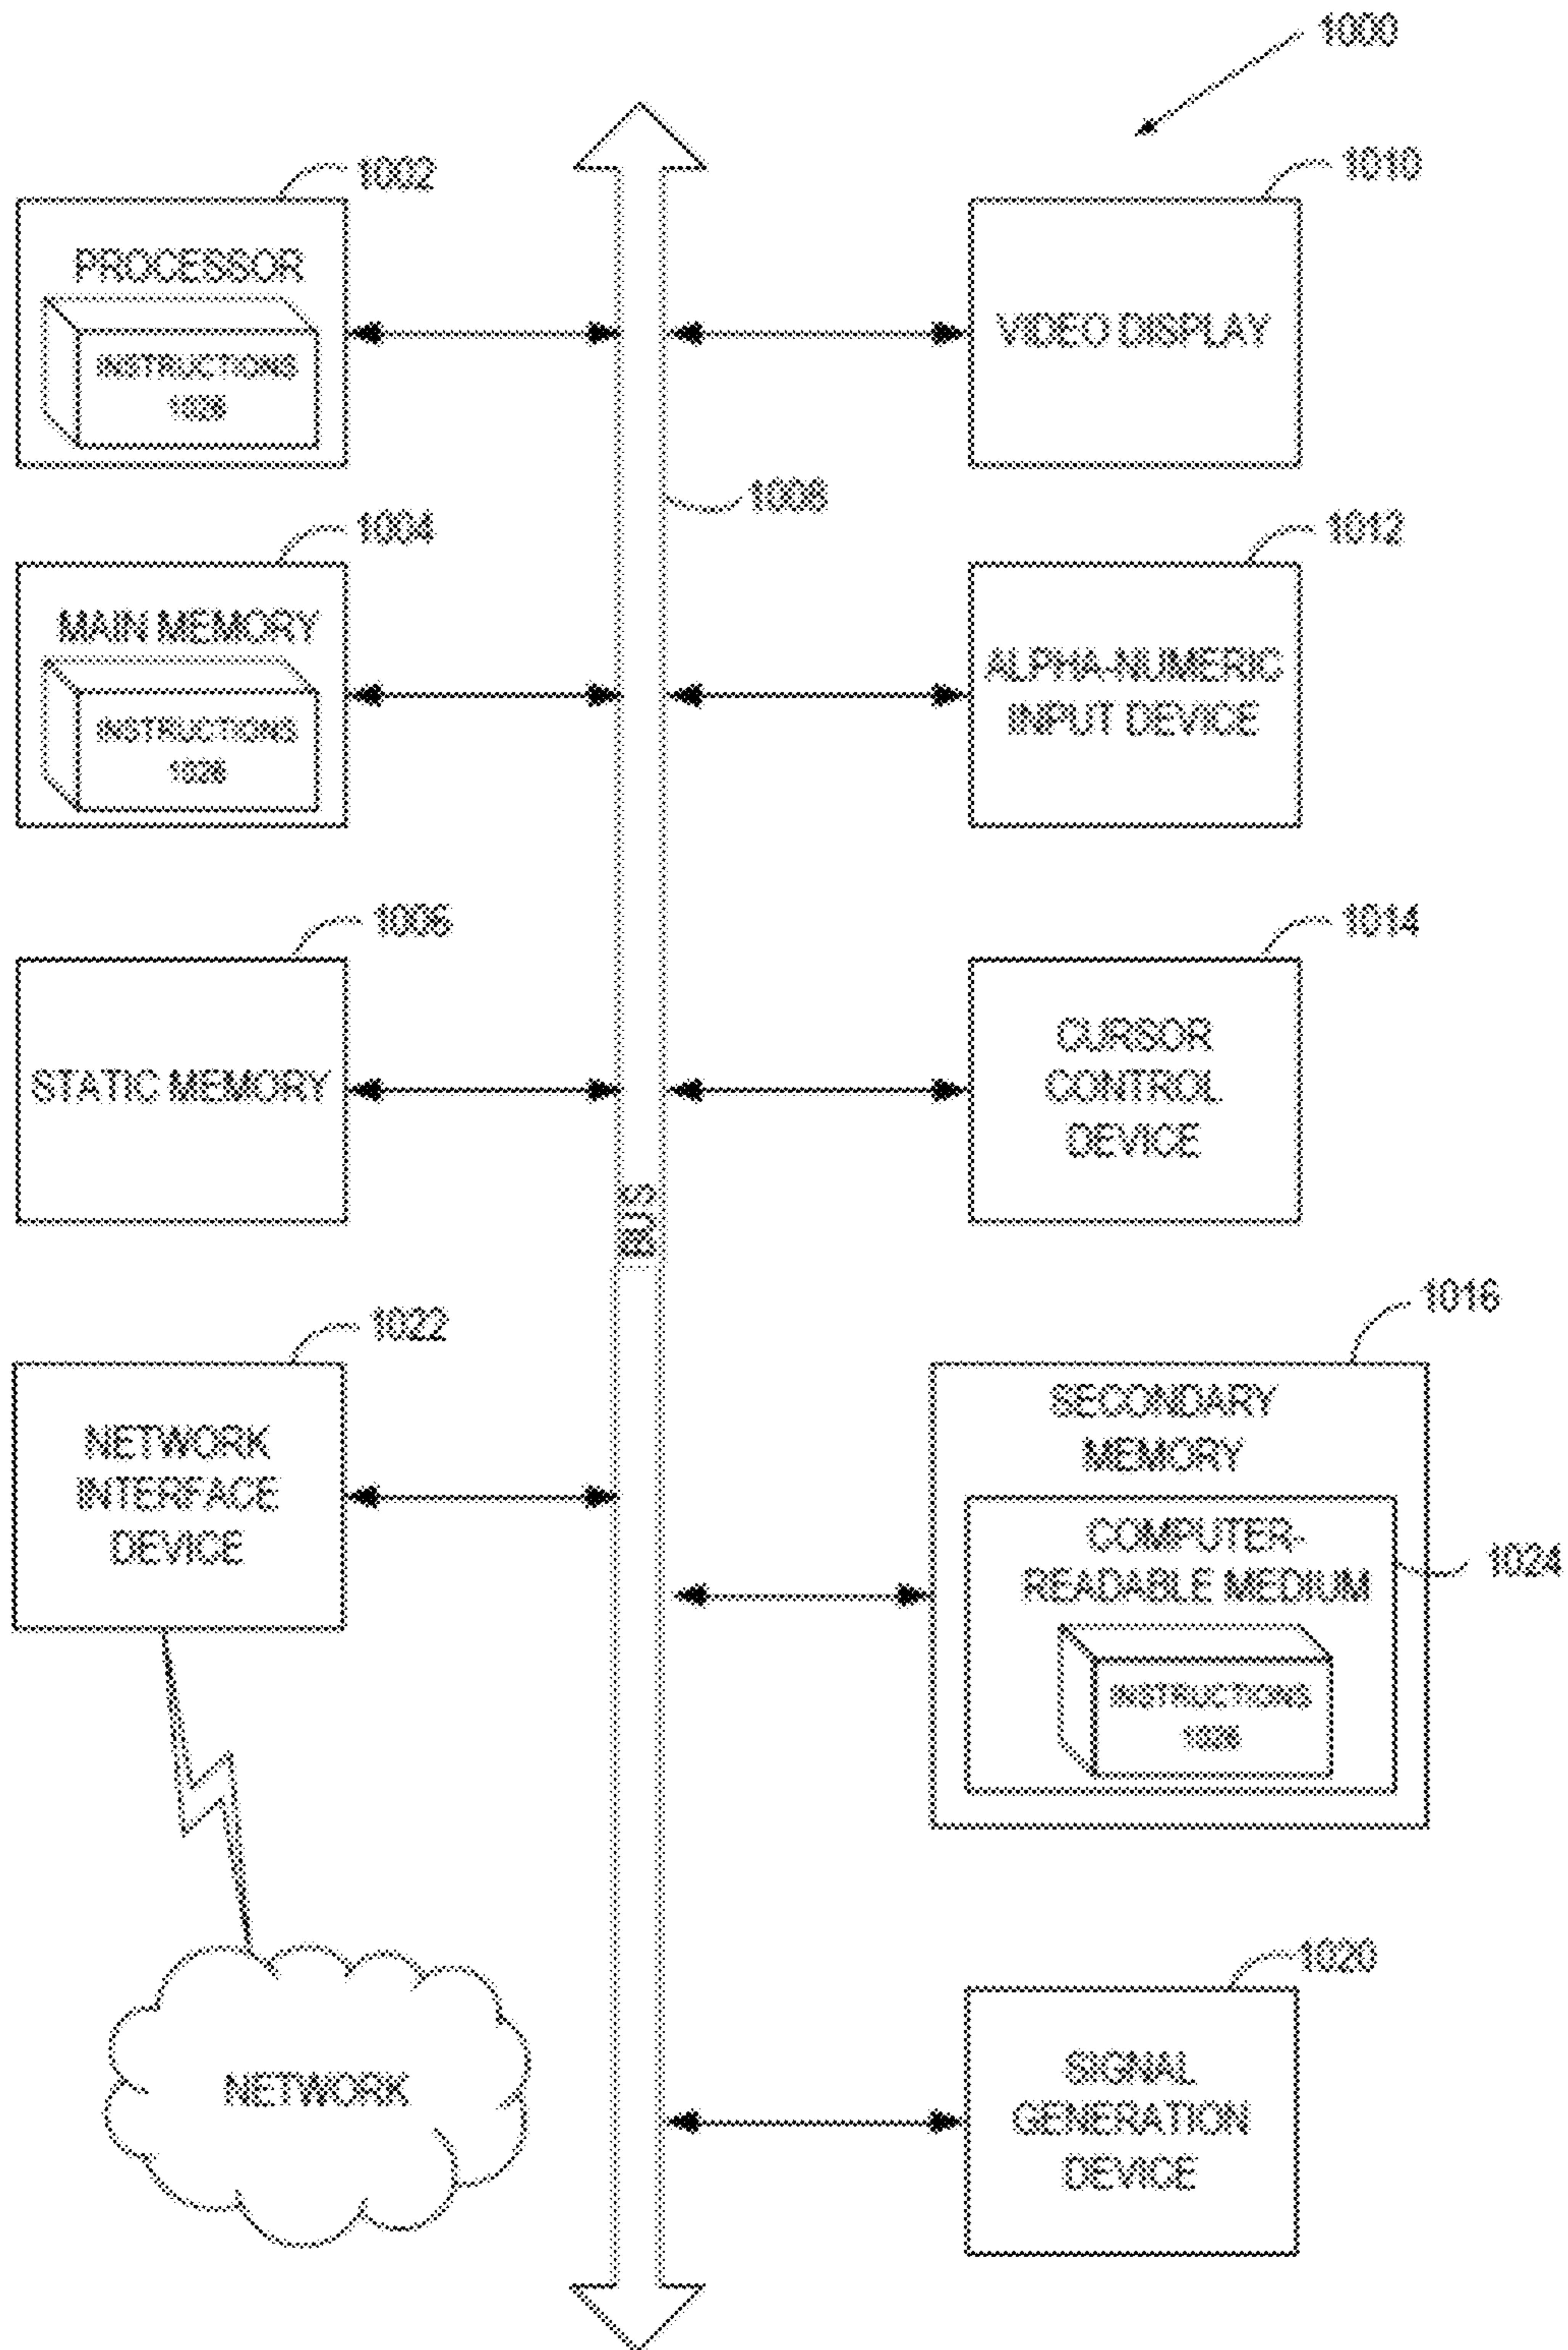 1000
1002
PROCESSOR
INSTRUCTIONS
1026
1010
VIDEO DISPLAY
1008
1004
MAIN MEMORY
INSTRUCTIONS
1026
1012
ALPHA-NUMERIC
INPUT DEVICE
1006
STATIC MEMORY
1014
CURSOR
CONTROL
DEVICE
BUS
1022
NETWORK
INTERFACE
DEVICE
1016
SECONDARY
MEMORY
COMPUTER-
READABLE MEDIUM
1024
INSTRUCTIONS
1026
NETWORK
1020
SIGNAL
GENERATION
DEVICE